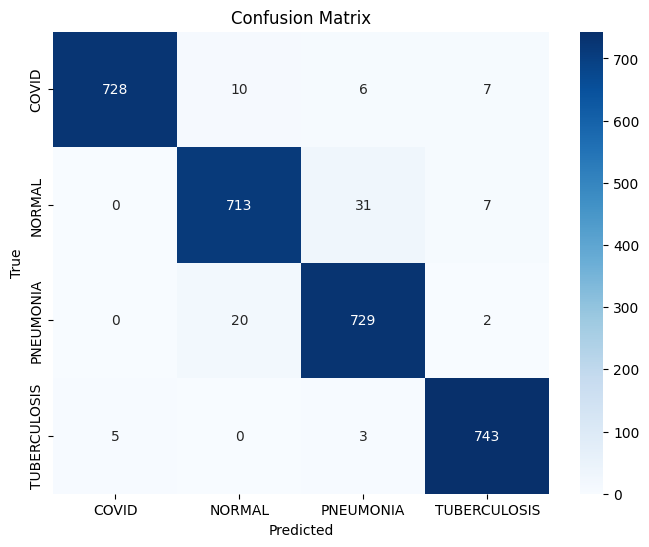 Confusion Matrix
COVID 728 10 6 7
NORMAL 0 713 31 7
PNEUMONIA 0 20 729 2
TUBERCULOSIS 5 0 3 743
True
COVID NORMAL PNEUMONIA TUBERCULOSIS
Predicted
700
600
500
400
300
200
100
0